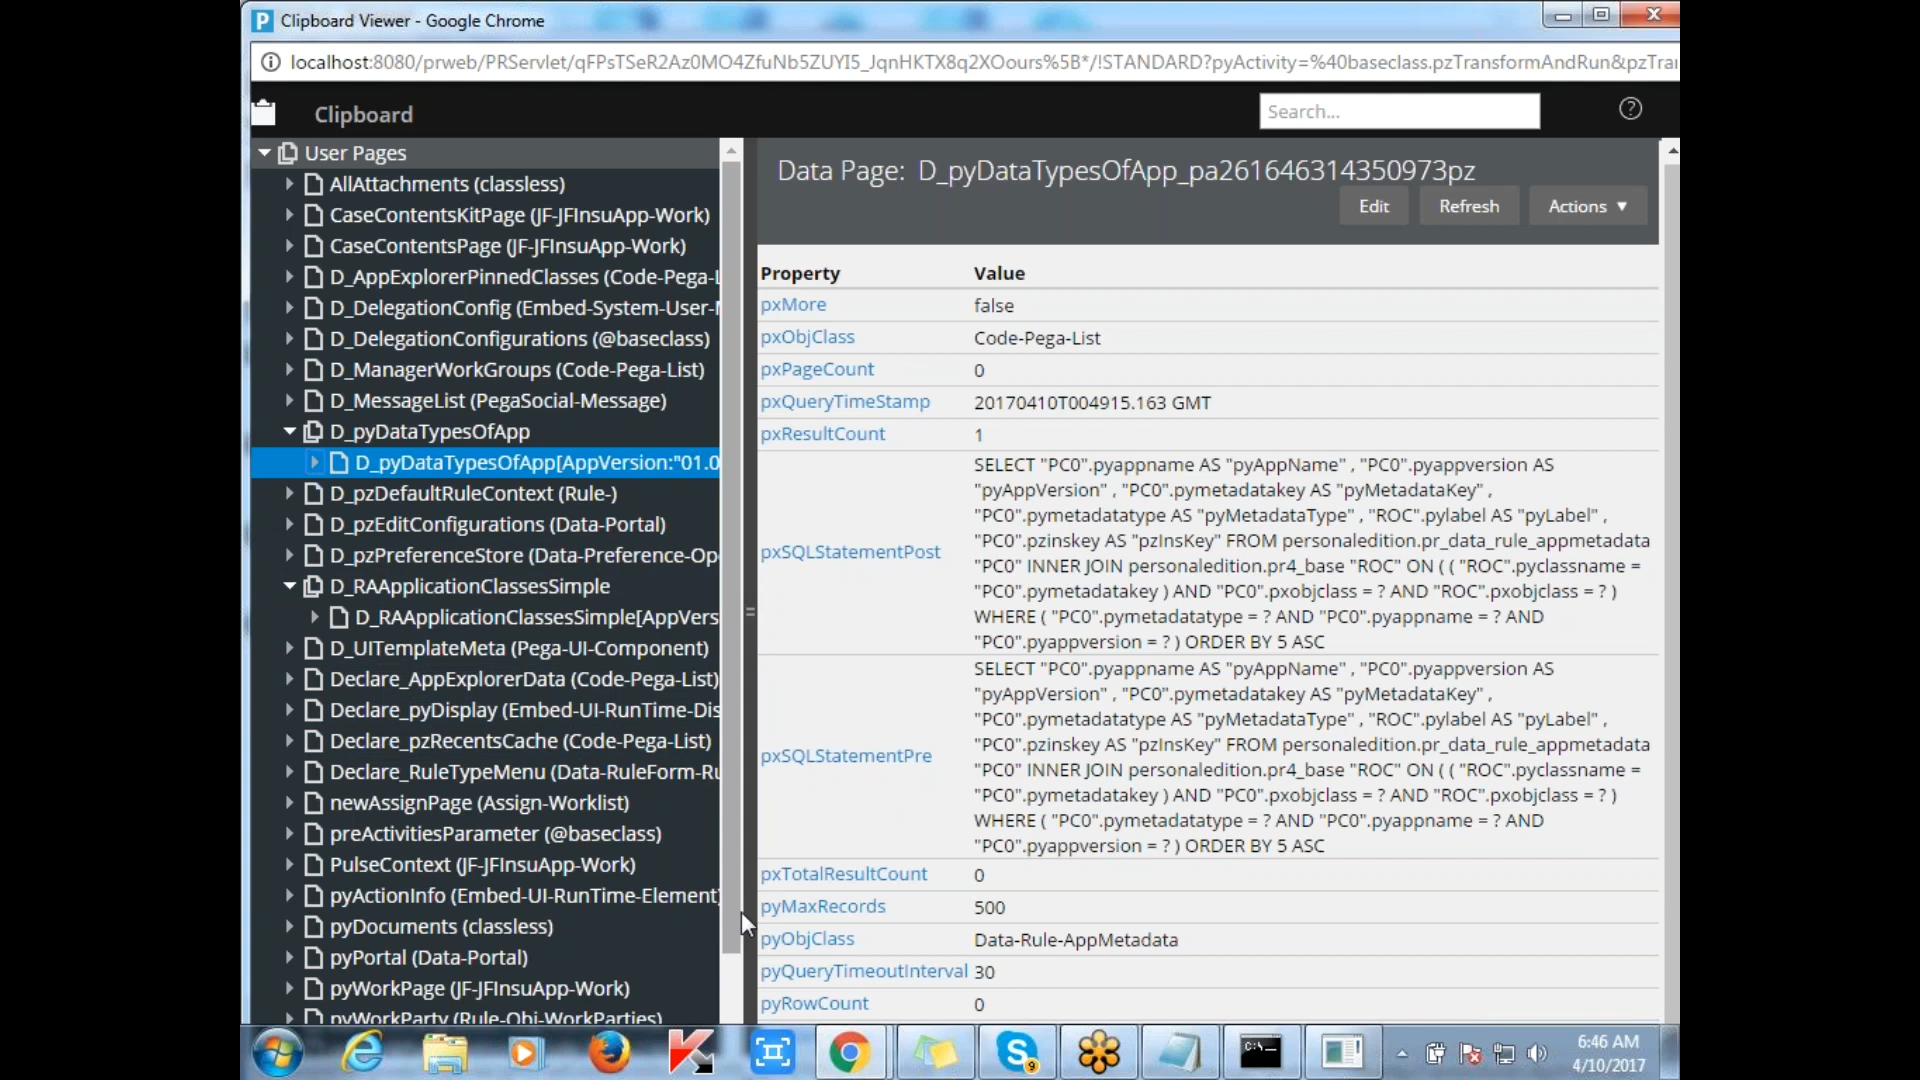 Clipboard Viewer - Google Chrome
localhost:8080/prweb/PRServlet/qFPsTSeR2Az0MO4ZfuNb5ZUYI5_JqnHKTX8q2XOours%5B*/!STANDARD?pyActivity=%40baseclass.pzTransformAndRun&pzTra
Clipboard
Search...
User Pages
AllAttachments (classless)
CaseContentsKitPage (JF-JFInsuApp-Work)
CaseContentsPage (JF-JFInsuApp-Work)
D_AppExplorerPinnedClasses (Code-Pega-L
D_DelegationConfig (Embed-System-User-
D_DelegationConfigurations (@baseclass)
D_ManagerWorkGroups (Code-Pega-List)
D_MessageList (PegaSocial-Message)
D_pyDataTypesOfApp
D_pyDataTypesOfApp[AppVersion:"01.0
D_pzDefaultRuleContext (Rule-)
D_pzEditConfigurations (Data-Portal)
D_pzPreferenceStore (Data-Preference-Op
D_RAApplicationClassesSimple
D_RAApplicationClassesSimple[AppVers
D_UITemplateMeta (Pega-UI-Component)
Declare_AppExplorerData (Code-Pega-List)
Declare_pyDisplay (Embed-UI-RunTime-Dis
Declare_pzRecentsCache (Code-Pega-List)
Declare_RuleTypeMenu (Data-RuleForm-Ru
newAssignPage (Assign-Worklist)
preActivitiesParameter (@baseclass)
PulseContext (JF-JFInsuApp-Work)
pyActionInfo (Embed-UI-RunTime-Element)
pyDocuments (classless)
pyPortal (Data-Portal)
pyWorkPage (JF-JFInsuApp-Work)
pyWorkParty (Rule-Obj-WorkParties)
Data Page: D_pyDataTypesOfApp_pa261646314350973pz
Edit Refresh Actions
Property Value
pxMore false
pxObjClass Code-Pega-List
pxPageCount 0
pxQueryTimeStamp 20170410T004915.163 GMT
pxResultCount 1
pxSQLStatementPost
SELECT "PC0".pyappname AS "pyAppName" , "PC0".pyappversion AS
"pyAppVersion" , "PC0".pymetadatakey AS "pyMetadataKey" ,
"PC0".pymetadatatype AS "pyMetadataType" , "ROC".pylabel AS "pyLabel" ,
"PC0".pzinskey AS "pzInsKey" FROM personaledition.pr_data_rule_appmetadata
"PC0" INNER JOIN personaledition.pr4_base "ROC" ON ( ( "ROC".pyclassname =
"PC0".pymetadatakey ) AND "PC0".pxobjclass = ? AND "ROC".pxobjclass = ? )
WHERE ( "PC0".pymetadatatype = ? AND "PC0".pyappname = ? AND
"PC0".pyappversion = ? ) ORDER BY 5 ASC
pxSQLStatementPre
SELECT "PC0".pyappname AS "pyAppName" , "PC0".pyappversion AS
"pyAppVersion" , "PC0".pymetadatakey AS "pyMetadataKey" ,
"PC0".pymetadatatype AS "pyMetadataType" , "ROC".pylabel AS "pyLabel" ,
"PC0".pzinskey AS "pzInsKey" FROM personaledition.pr_data_rule_appmetadata
"PC0" INNER JOIN personaledition.pr4_base "ROC" ON ( ( "ROC".pyclassname =
"PC0".pymetadatakey ) AND "PC0".pxobjclass = ? AND "ROC".pxobjclass = ? )
WHERE ( "PC0".pymetadatatype = ? AND "PC0".pyappname = ? AND
"PC0".pyappversion = ? ) ORDER BY 5 ASC
pxTotalResultCount 0
pyMaxRecords 500
pyObjClass Data-Rule-AppMetadata
pyQueryTimeoutInterval 30
pyRowCount 0
6:46 AM
4/10/2017